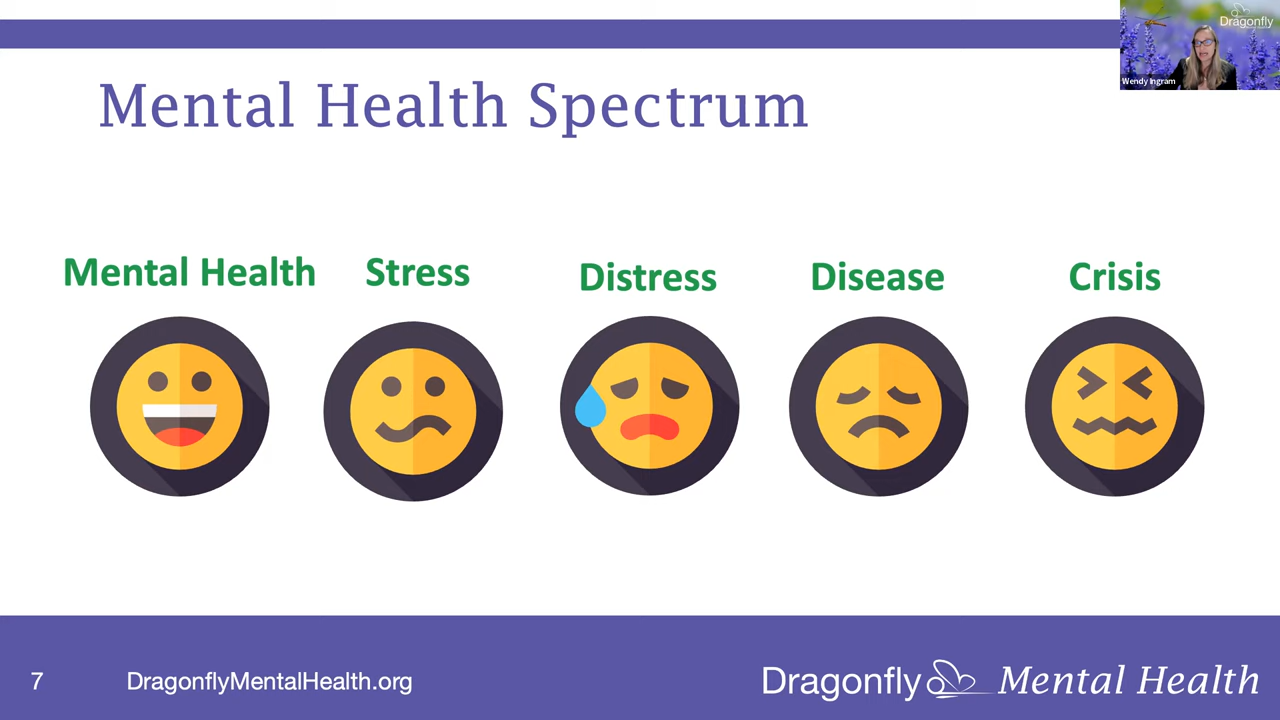 Dragonfly
Wendy Ingram
Mental Health Spectrum
Mental Health
Stress
Distress
Disease
Crisis
7
DragonflyMentalHealth.org
Dragonfly Mental Health